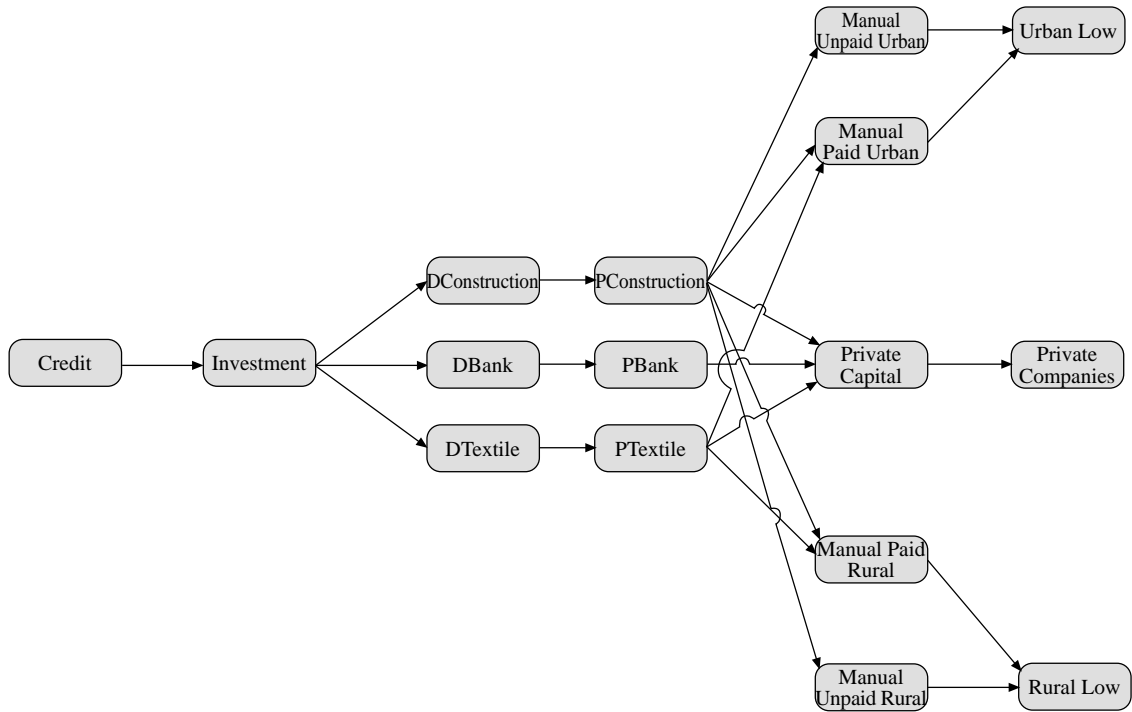 Manual
Unpaid Urban
Urban Low
Manual
Paid Urban
DConstruction
PConstruction
Credit
Investment
DBank
PBank
Private
Capital
Private
Companies
DTextile
PTextile
Manual Paid
Rural
Manual
Unpaid Rural
Rural Low